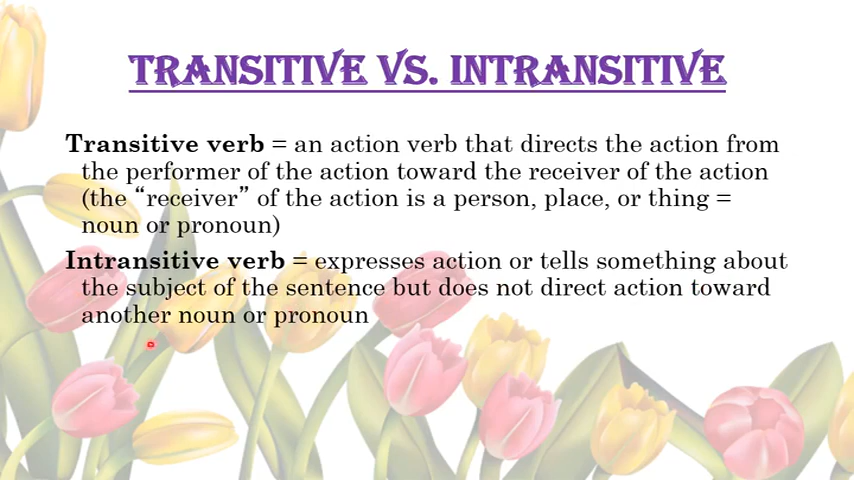 TRANSITIVE VS. INTRANSITIVE
Transitive verb = an action verb that directs the action from
the performer of the action toward the receiver of the action
(the “receiver” of the action is a person, place, or thing =
noun or pronoun)
Intransitive verb = expresses action or tells something about
the subject of the sentence but does not direct action toward
another noun or pronoun